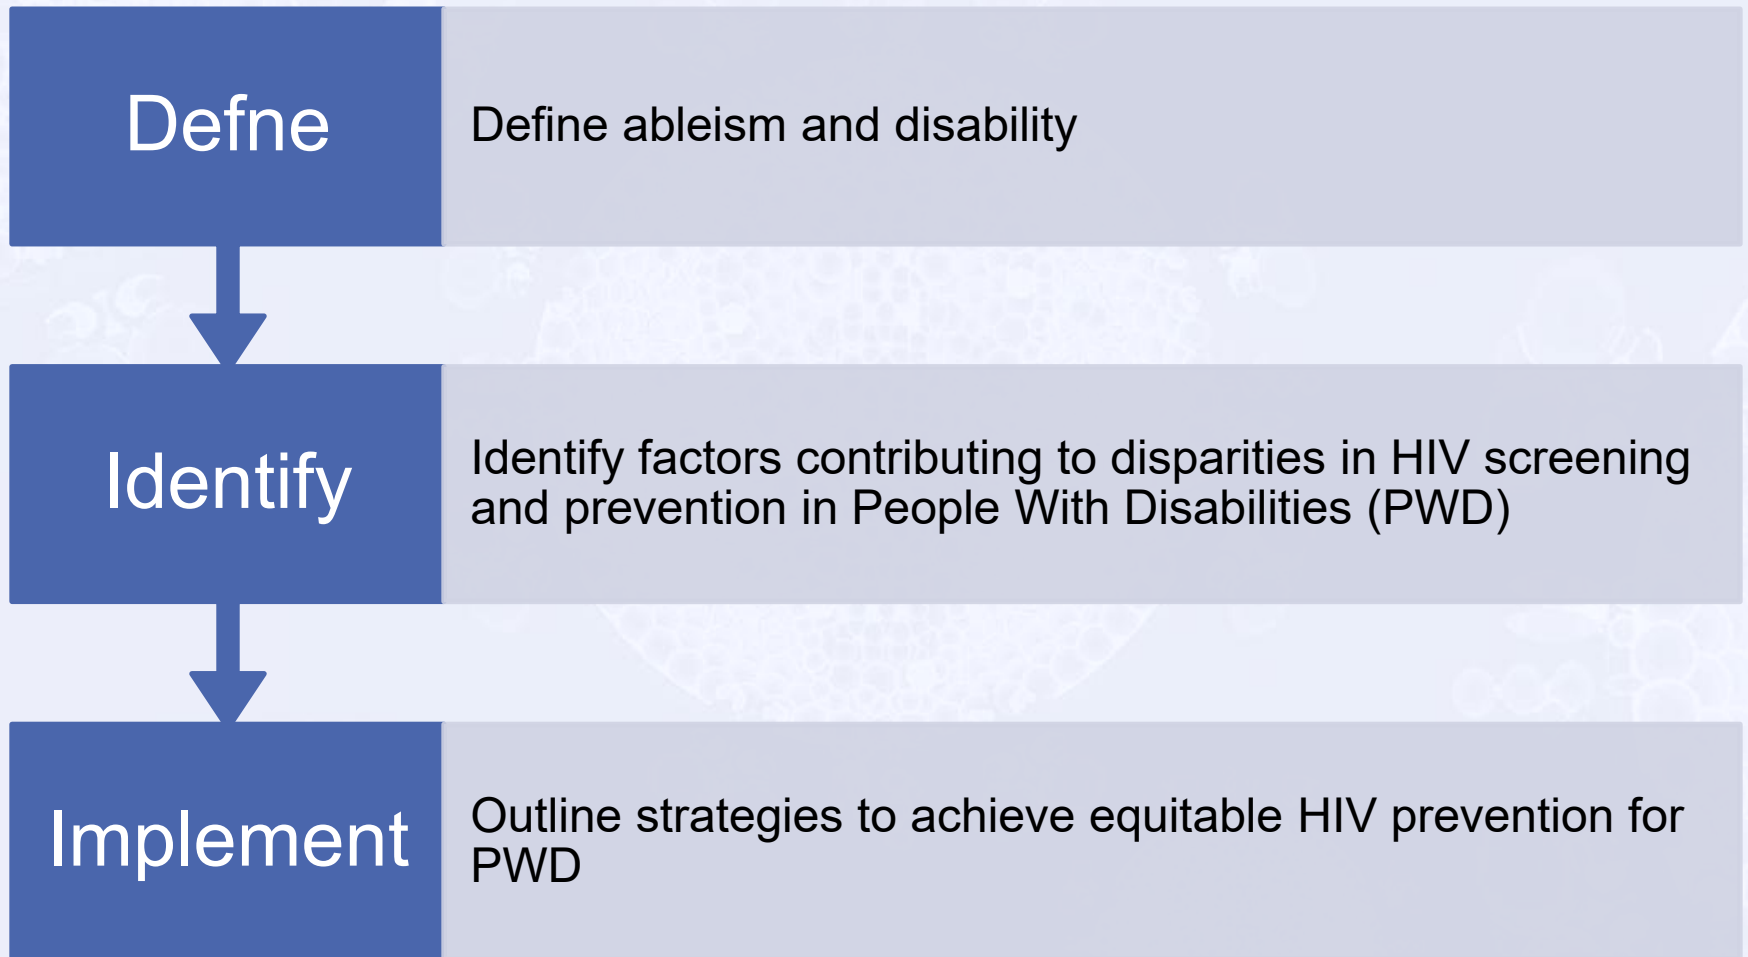 Defne
Define ableism and disability
Identify
Identify factors contributing to disparities in HIV screening
and prevention in People With Disabilities (PWD)
Implement
Outline strategies to achieve equitable HIV prevention for
PWD